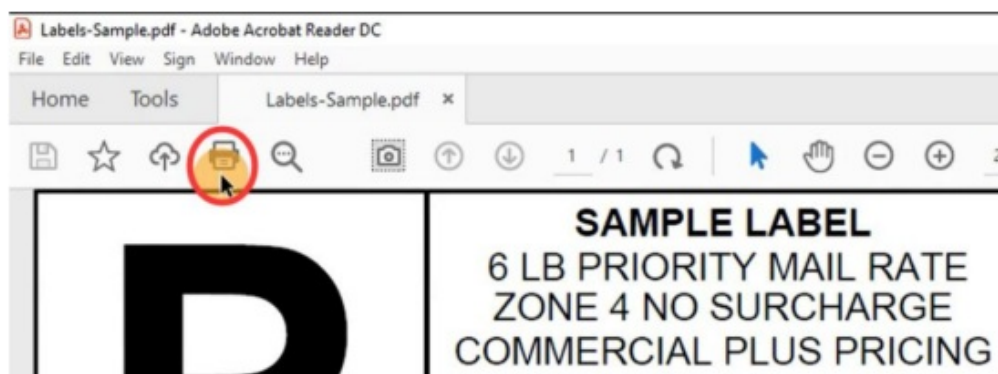 Labels-Sample.pdf - Adobe Acrobat Reader DC
File Edit View Sign Window Help
Home Tools Labels-Sample.pdf ×
1 / 1
SAMPLE LABEL
6 LB PRIORITY MAIL RATE
ZONE 4 NO SURCHARGE
COMMERCIAL PLUS PRICING